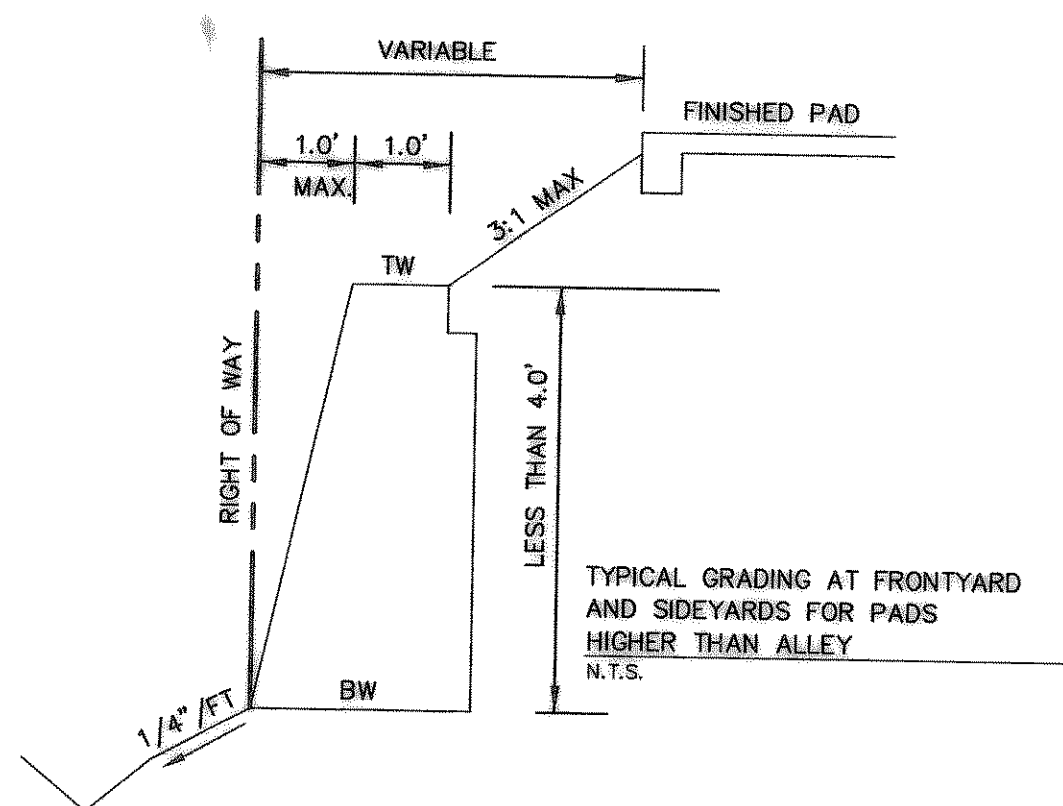 VARIABLE
FINISHED PAD
1.0'
1.0'
MAX.
3:1 MAX
TW
RIGHT OF WAY
LESS THAN 4.0'
TYPICAL GRADING AT FRONTYARD
AND SIDEYARDS FOR PADS
HIGHER THAN ALLEY
N.T.S.
BW
1/4"/FT